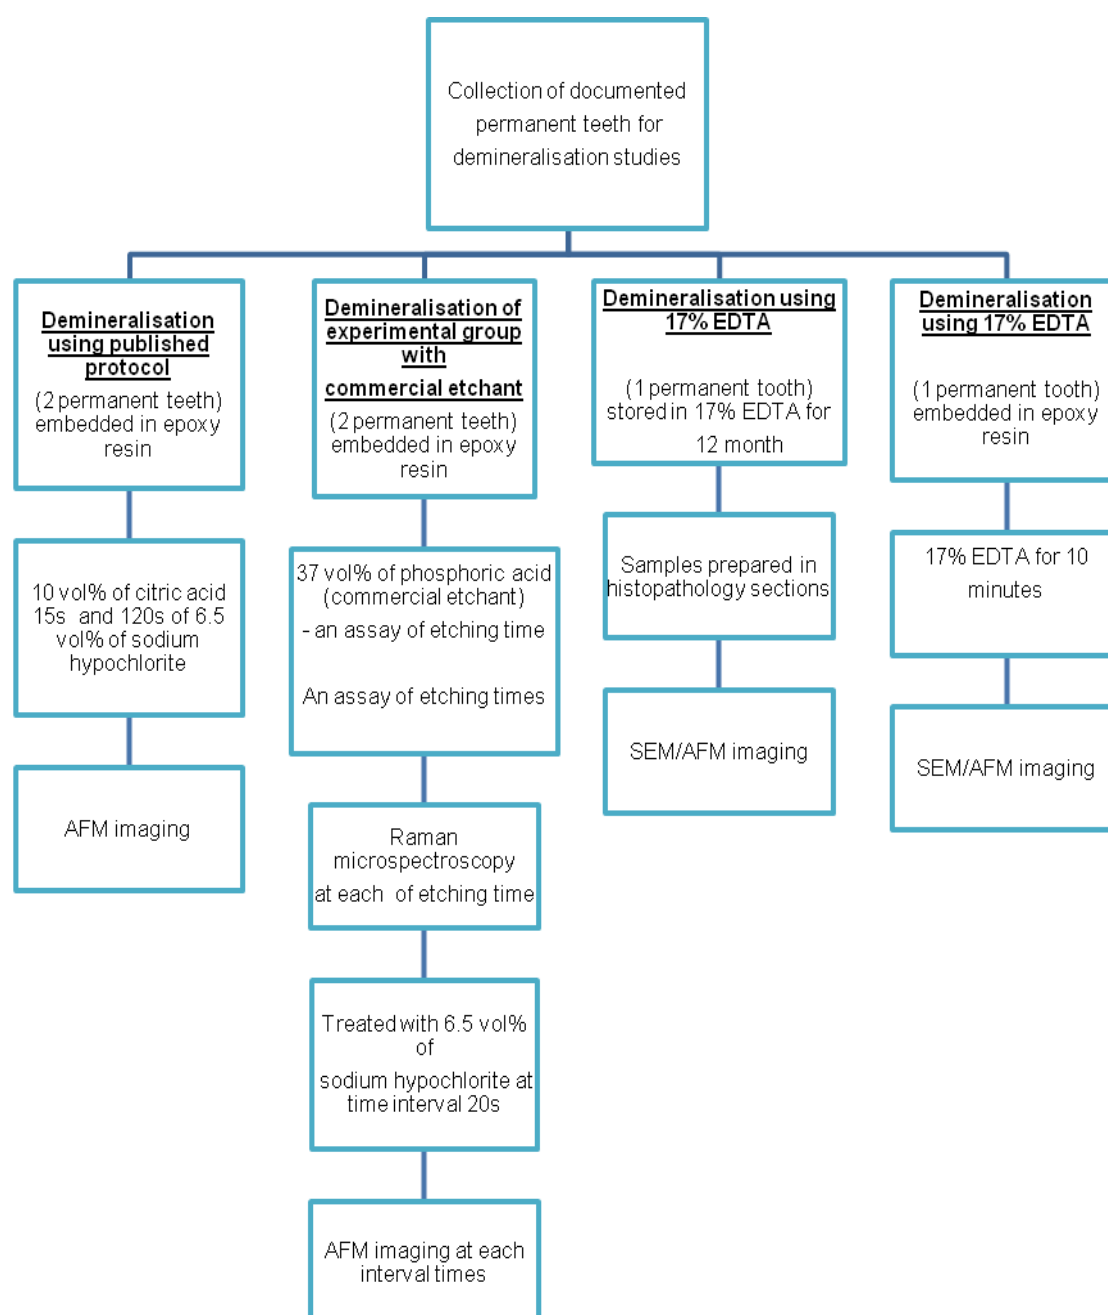 Collection of documented
permanent teeth for
demineralisation studies
Demineralisation
using published
protocol
(2 permanent teeth)
embedded in epoxy
resin
10 vol% of citric acid
15s and 120s of 6.5
vol% of sodium
hypochlorite
AFM imaging
Demineralisation of
experimental group
with
commercial etchant
(2 permanent teeth)
embedded in epoxy
resin
37 vol% of phosphoric acid
(commercial etchant)
- an assay of etching time
An assay of etching times
Raman
microspectroscopy
at each of etching time
Treated with 6.5 vol%
of
sodium hypochlorite at
time interval 20s
AFM imaging at each
interval times
Demineralisation using
17% EDTA
(1 permanent tooth)
stored in 17% EDTA for
12 month
Samples prepared in
histopathology sections
SEM/AFM imaging
Demineralisation
using 17% EDTA
(1 permanent tooth)
embedded in epoxy
resin
17% EDTA for 10
minutes
SEM/AFM imaging